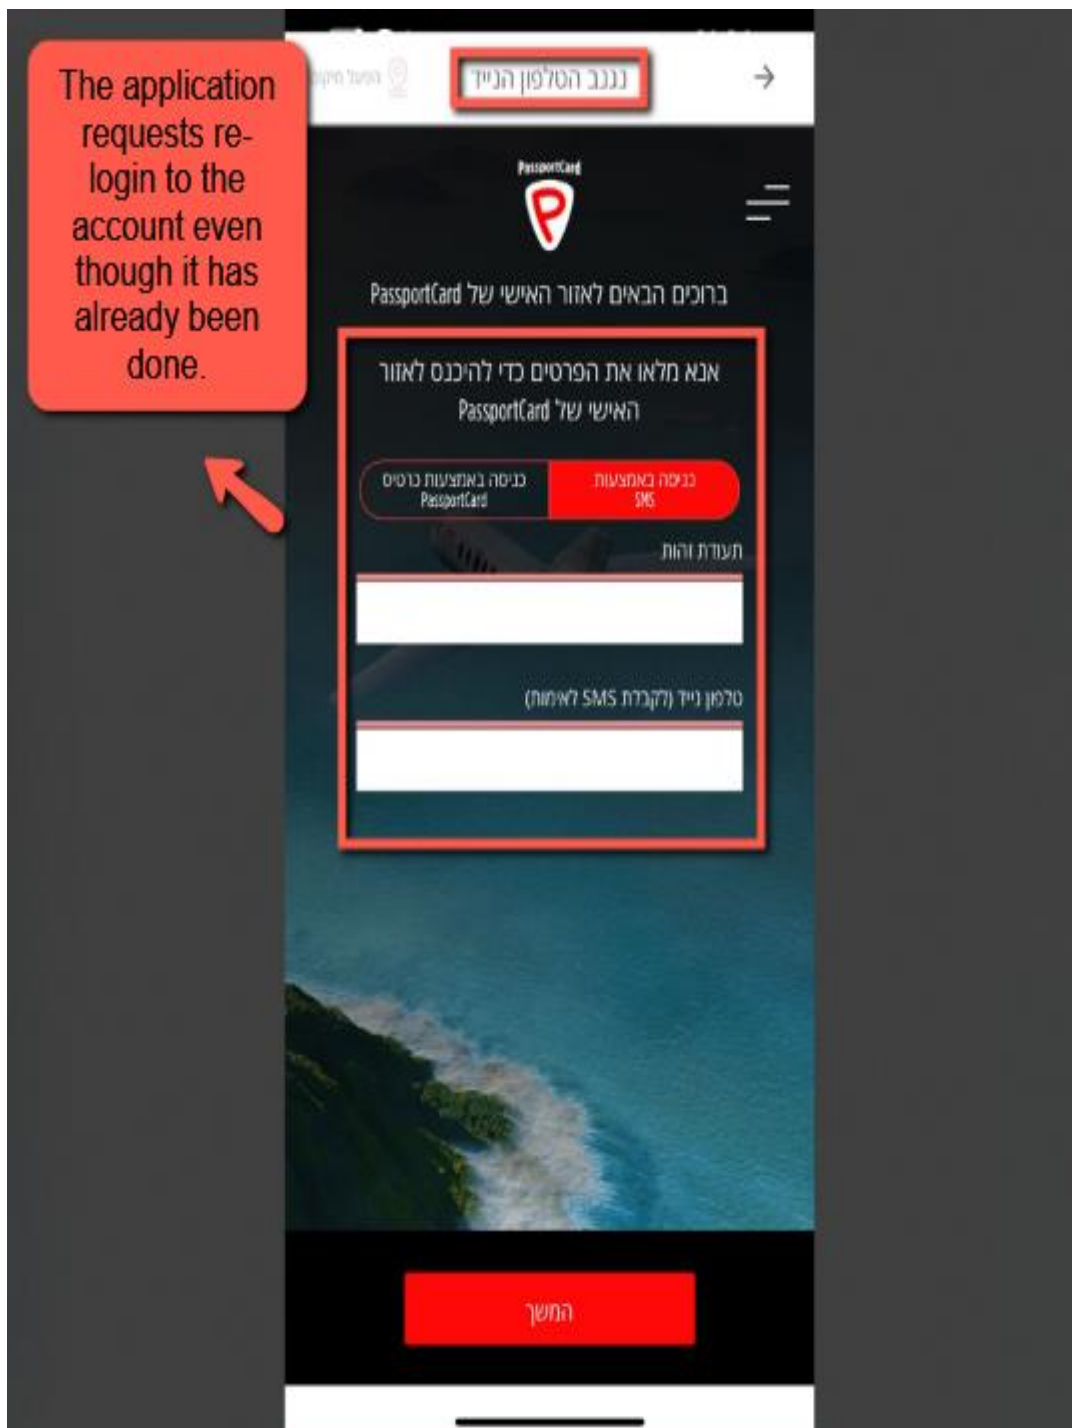 The application
requests re-
login to the
account even
though it has
already been
done.
נגנב הטלפון הנייד
הפעל
PassportCard
ברוכים הבאים לאזור האישי של PassportCard
אנא מלאו את הפרטים כדי להיכנס לאזור
האישי של PassportCard
כניסה באמצעות
SMS
כניסה באמצעות כרטיס
PassportCard
תעודת זהות
טלפון נייד (לקבלת SMS לאימות)
המשך